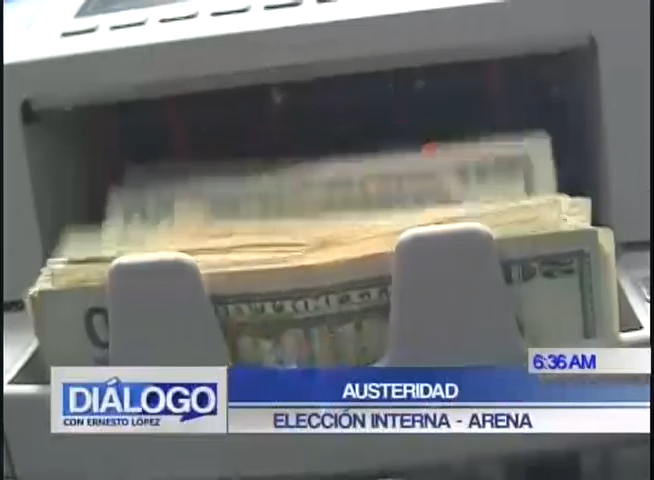 6:36 AM
DIÁLOGO
CON ERNESTO LÓPEZ
AUSTERIDAD
ELECCIÓN INTERNA - ARENA